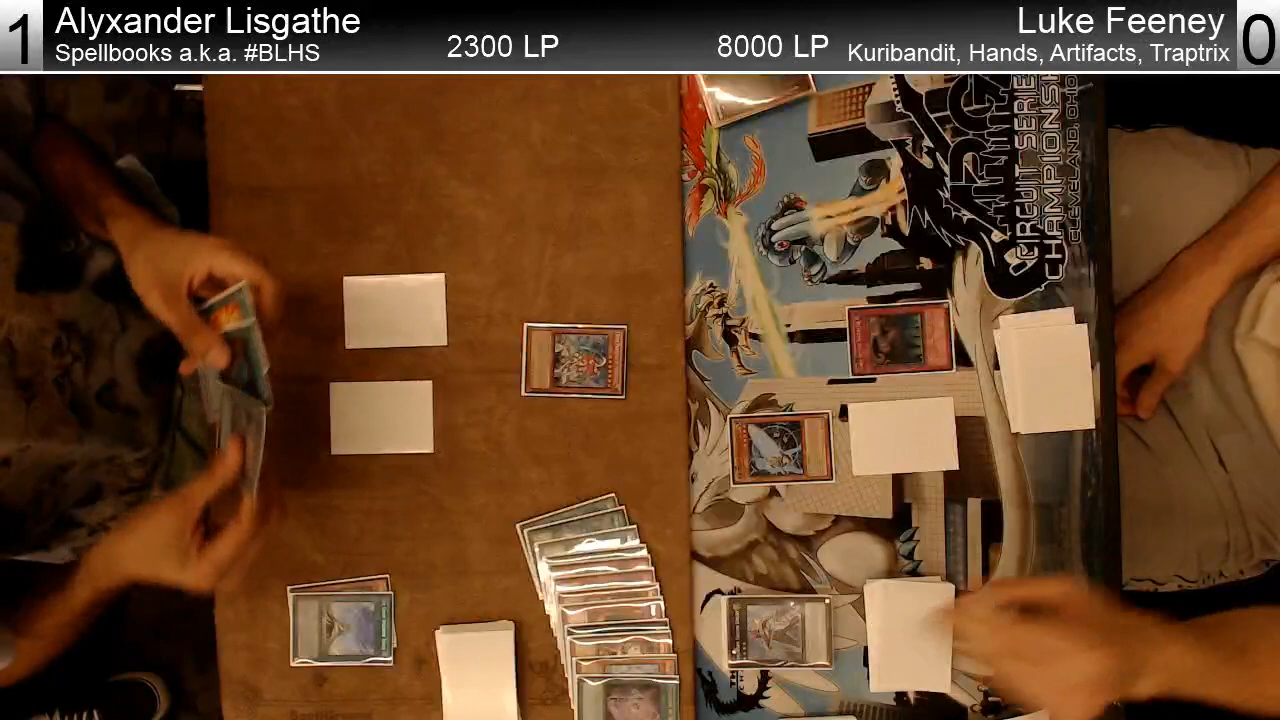 1
Alyxander Lisgathe
Spellbooks a.k.a. #BLHS
2300 LP
8000 LP
Luke Feeney
Kuribandit, Hands, Artifacts, Traptrix
0
ARG
CIRCUIT SERIES
CHAMPIONSHIP
CLEVELAND, OHIO